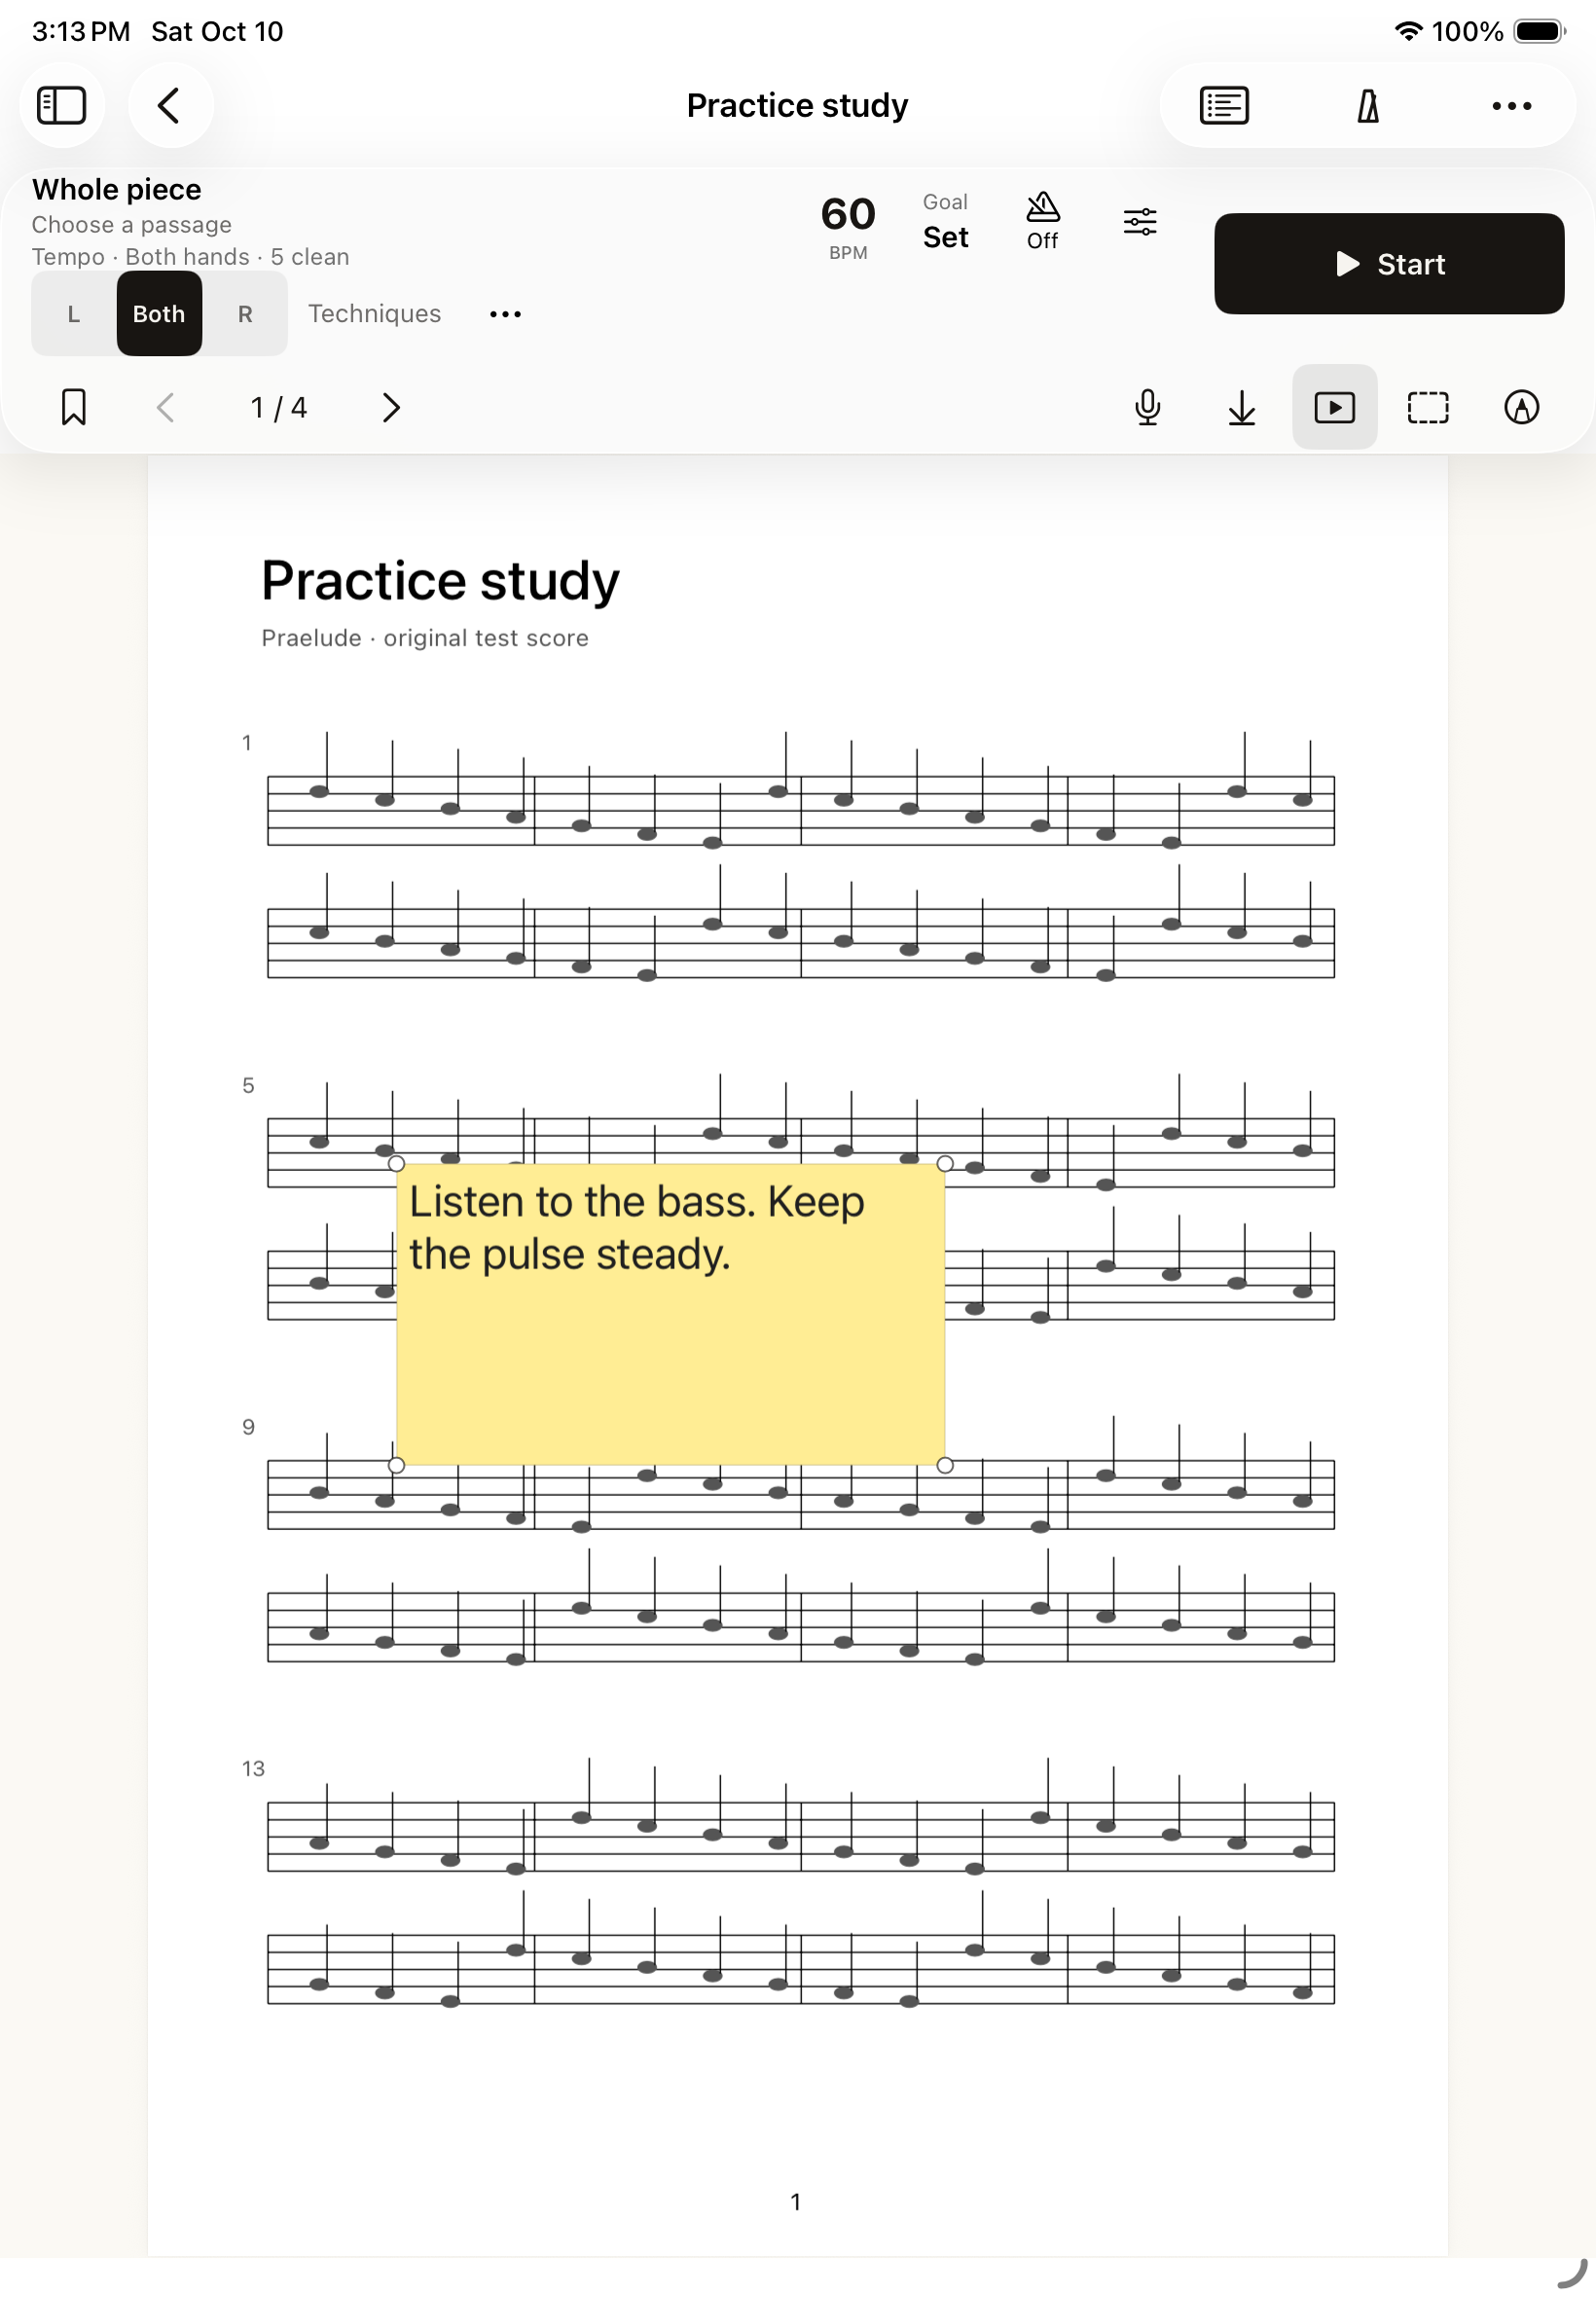 3:13 PM Sat Oct 10
100%
Practice study
Whole piece
Choose a passage
Tempo · Both hands · 5 clean
60
BPM
Goal
Set
Off
Start
L Both R Techniques
1 / 4
Practice study
Praelude · original test score
1
5
Listen to the bass. Keep
the pulse steady.
9
13
1